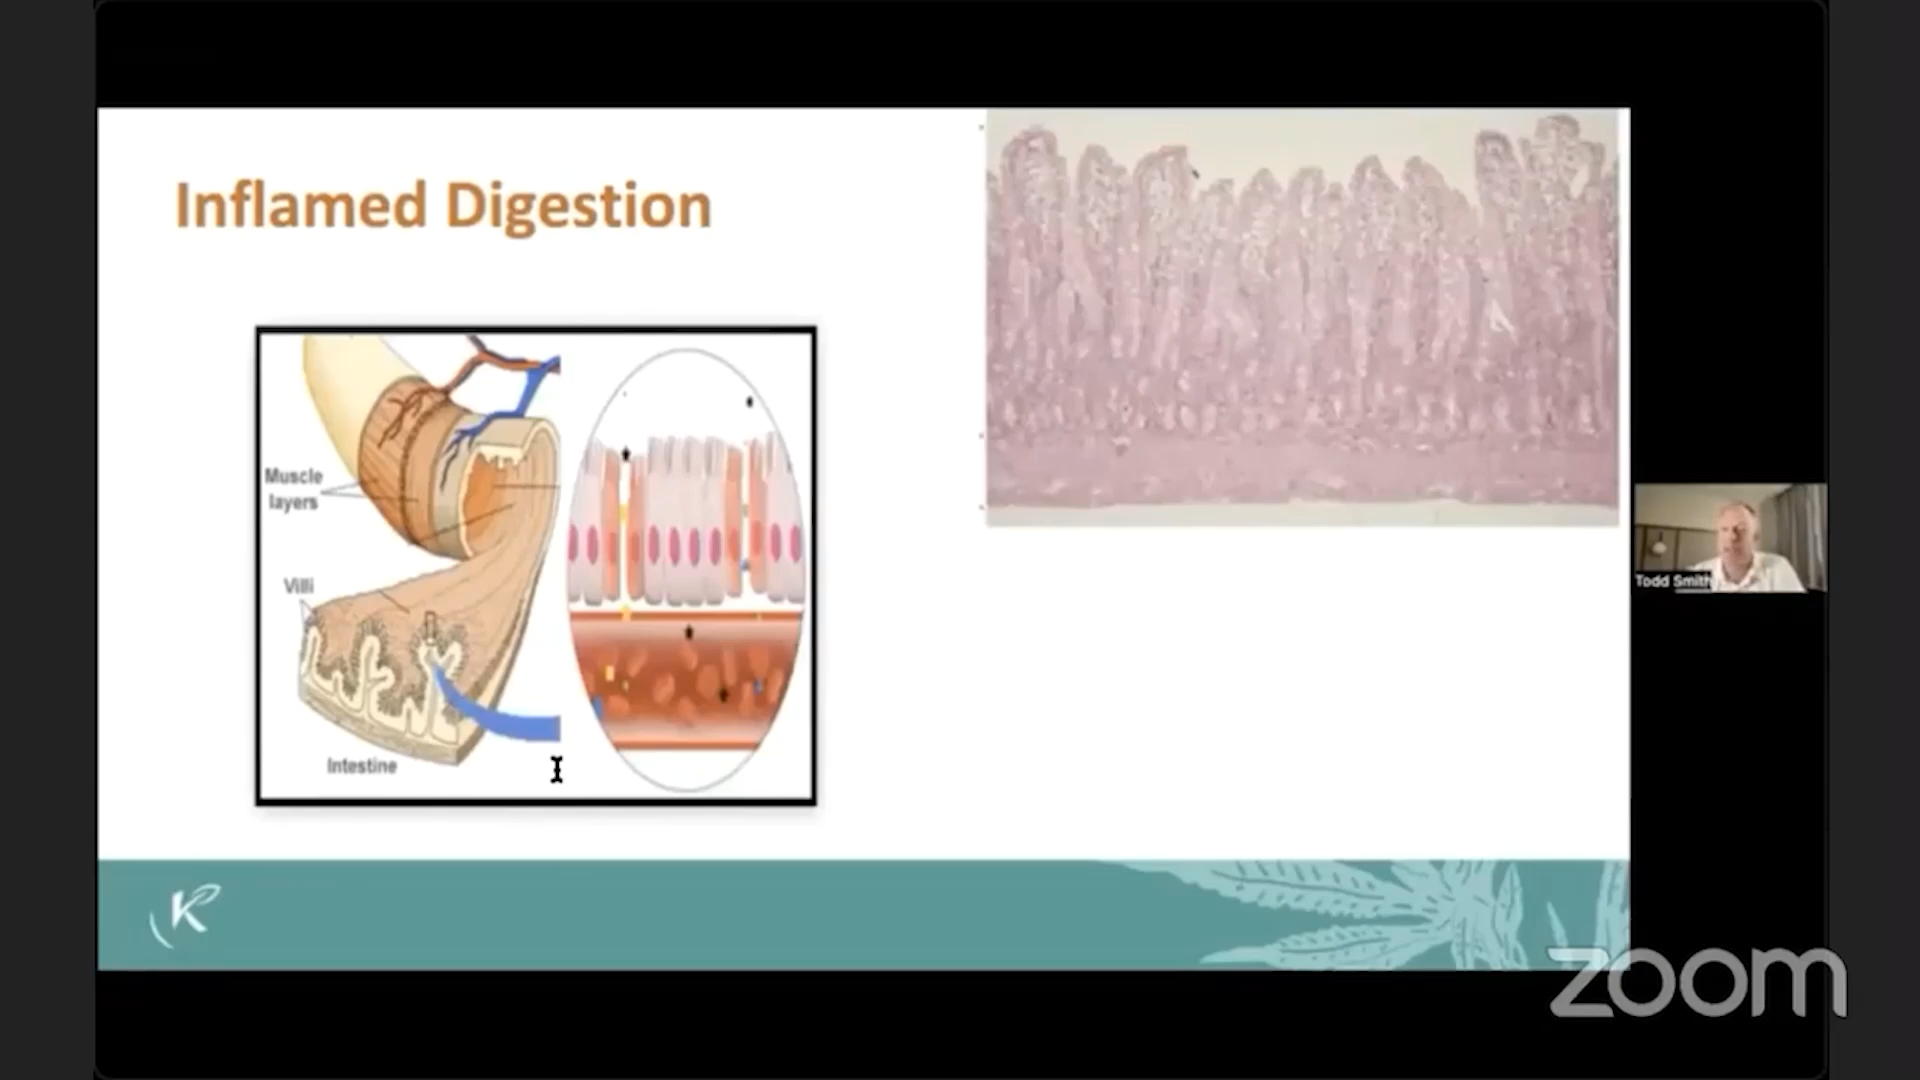 Inflamed Digestion
Muscle
layers
Villi
Intestine
Todd Smith
K
zoom